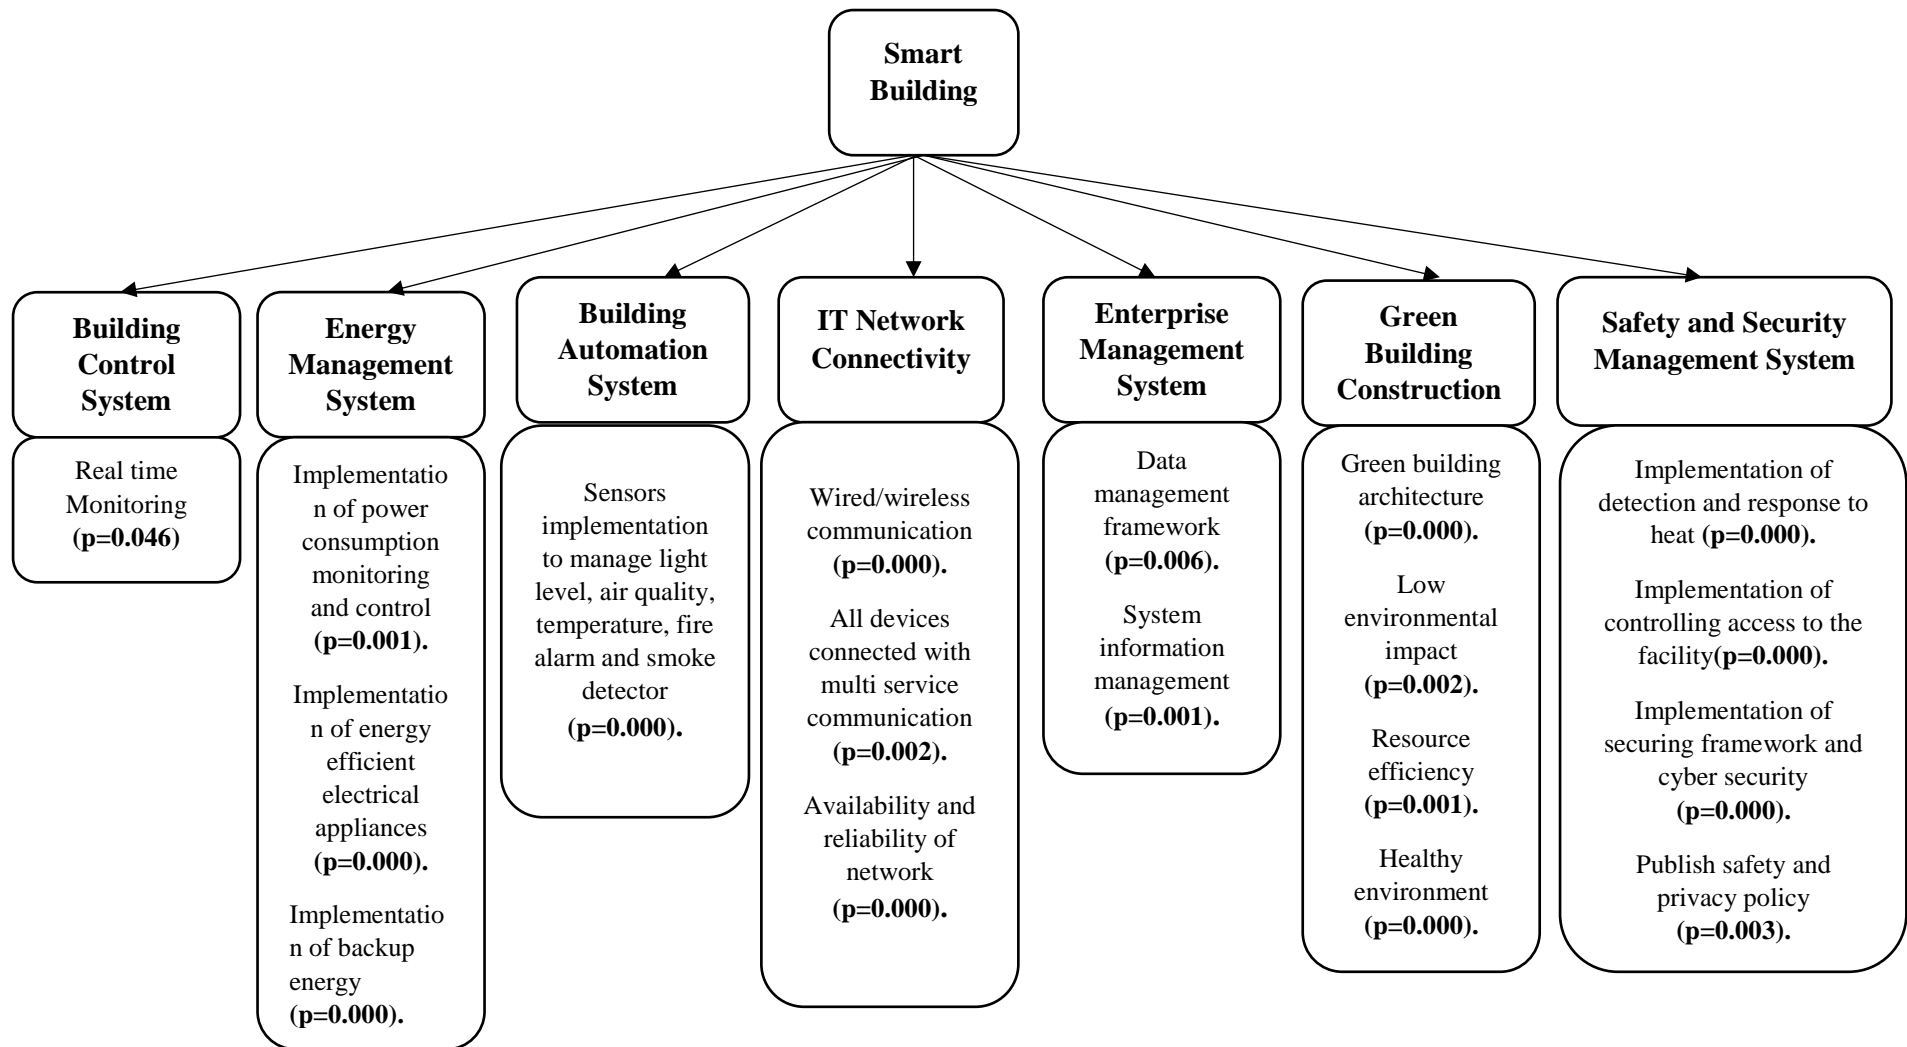 Smart
Building
Building
Control
System
Real time
Monitoring
(p=0.046)
Energy
Management
System
Implementatio
n of power
consumption
monitoring
and control
(p=0.001).
Implementatio
n of energy
efficient
electrical
appliances
(p=0.000).
Implementatio
n of backup
energy
(p=0.000).
Building
Automation
System
Sensors
implementation
to manage light
level, air quality,
temperature, fire
alarm and smoke
detector
(p=0.000).
IT Network
Connectivity
Wired/wireless
communication
(p=0.000).
All devices
connected with
multi service
communication
(p=0.002).
Availability and
reliability of
network
(p=0.000).
Enterprise
Management
System
Data
management
framework
(p=0.006).
System
information
management
(p=0.001).
Green
Building
Construction
Green building
architecture
(p=0.000).
Low
environmental
impact
(p=0.002).
Resource
efficiency
(p=0.001).
Healthy
environment
(p=0.000).
Safety and Security
Management System
Implementation of
detection and response to
heat (p=0.000).
Implementation of
controlling access to the
facility(p=0.000).
Implementation of
securing framework and
cyber security
(p=0.000).
Publish safety and
privacy policy
(p=0.003).